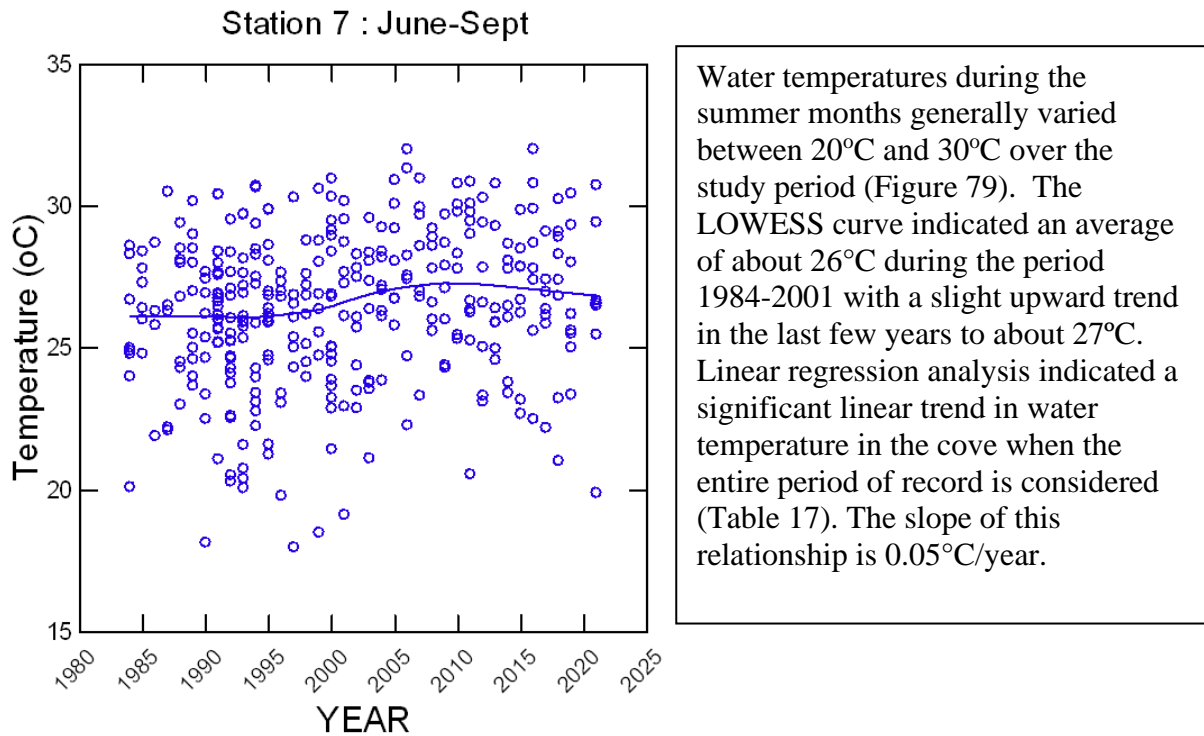 Station 7 : June-Sept
35
30
25
20
15
Temperature (oC)
1980
1985
1990
1995
2000
2005
2010
2015
2020
2025
YEAR
Water temperatures during the
summer months generally varied
between 20ºC and 30ºC over the
study period (Figure 79).  The
LOWESS curve indicated an average
of about 26°C during the period
1984-2001 with a slight upward trend
in the last few years to about 27ºC.
Linear regression analysis indicated a
significant linear trend in water
temperature in the cove when the
entire period of record is considered
(Table 17). The slope of this
relationship is 0.05°C/year.